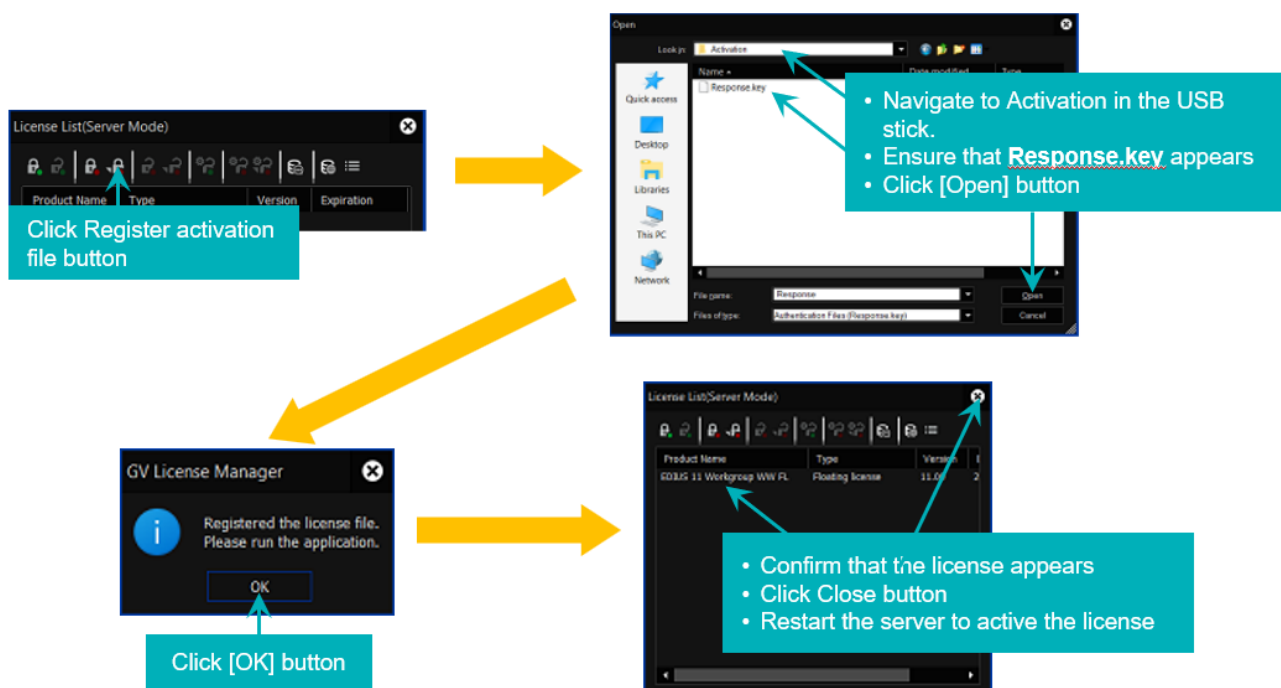 Open
Look in:
Activation
Name
Date modified
Type
Quick access
Response.key
• Navigate to Activation in the USB
stick.
• Ensure that Response.key appears
• Click [Open] button
Desktop
Libraries
This PC
Network
File name:
Response
Open
Files of type:
Authentication Files (Response.key)
Cancel
License List(Server Mode)
Product Name
Type
Version
Expiration
Click Register activation
file button
GV License Manager
Registered the license file.
Please run the application.
OK
Click [OK] button
License List(Server Mode)
Product Name
Type
Version
EDIUS 11 Workgroup WW FL
Floating license
11.00
2
• Confirm that the license appears
• Click Close button
• Restart the server to active the license